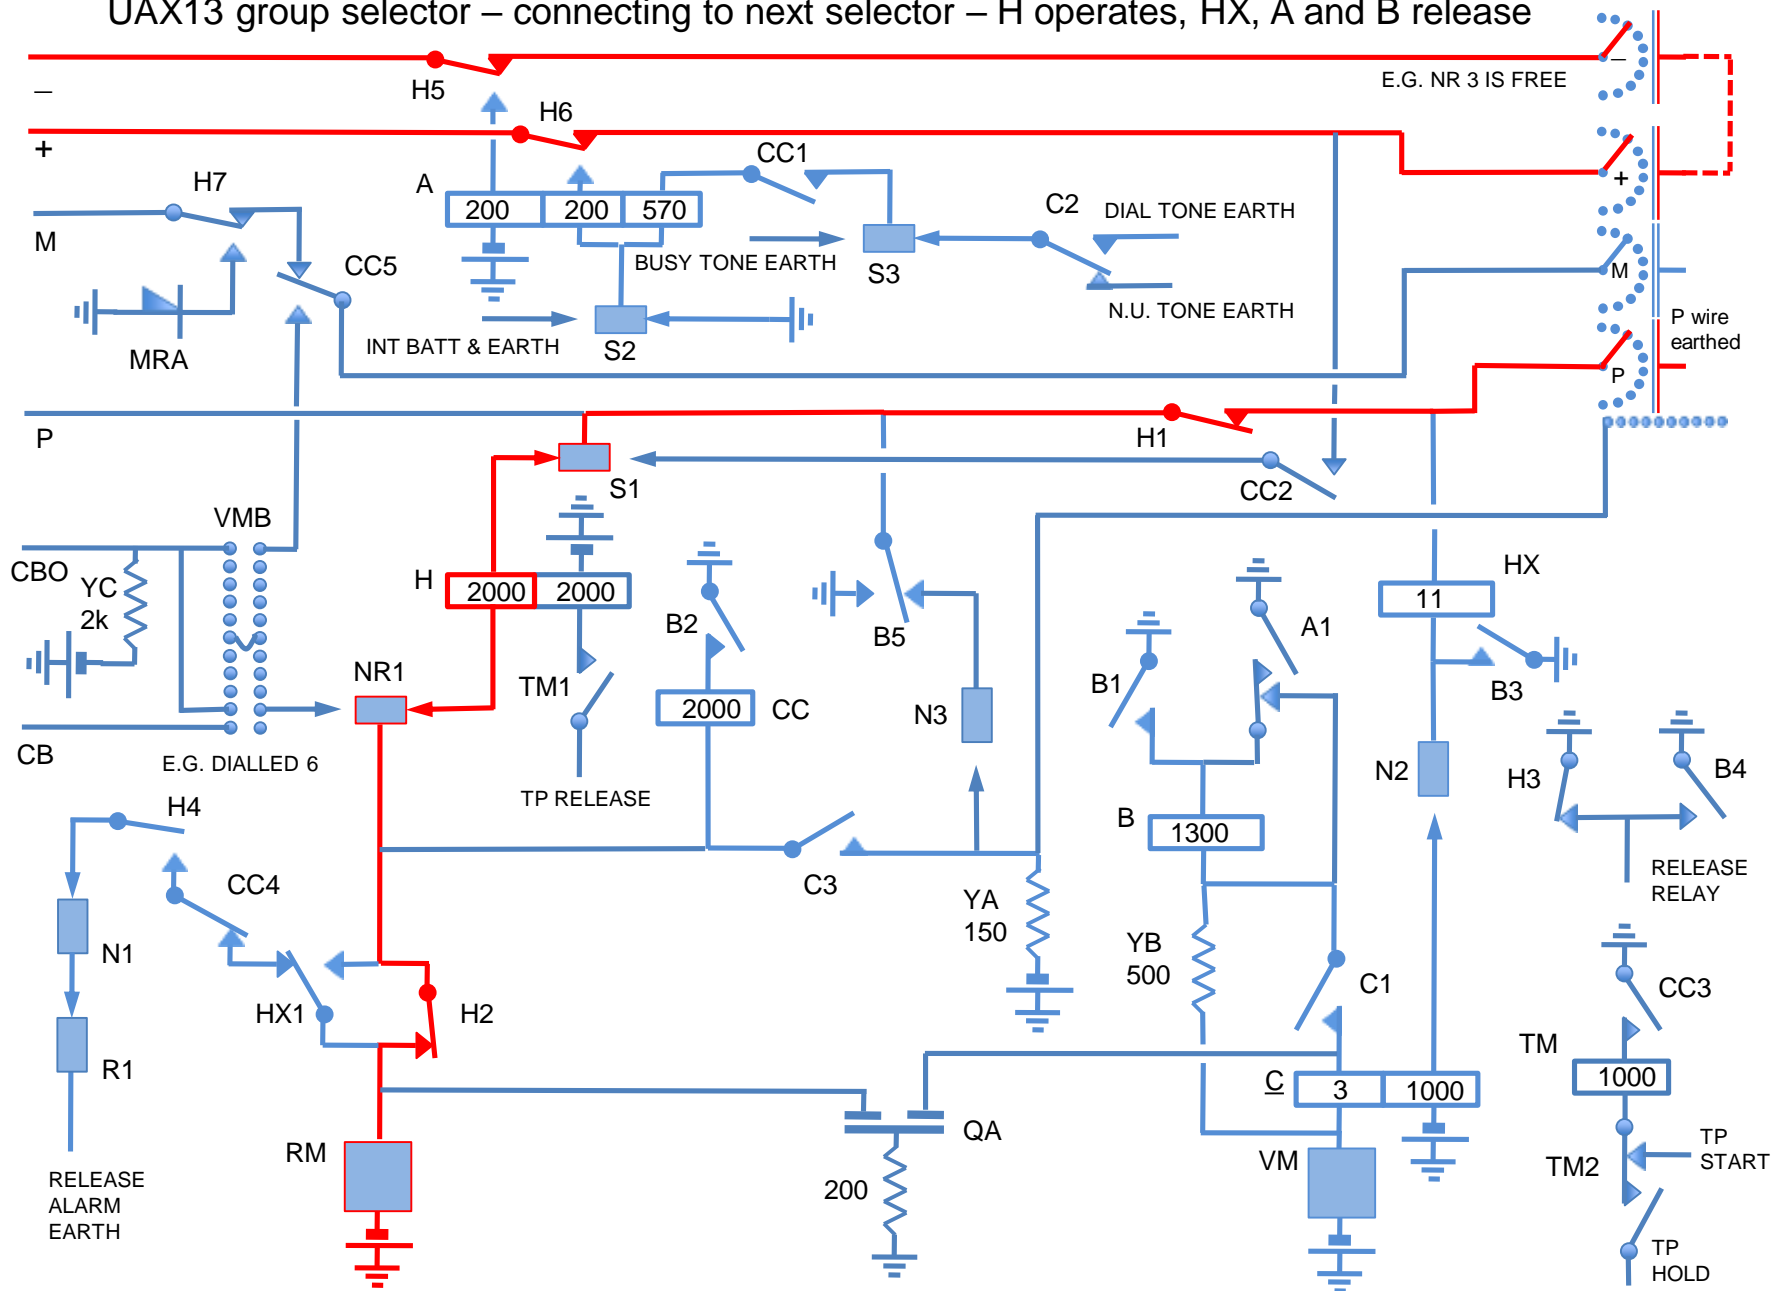 UAX13 group selector – connecting to next selector – H operates, HX, A and B release
H5
E.G. NR 3 IS FREE
–
–
H6
+
CC1
H7
A
200
200
570
C2
DIAL TONE EARTH
+
M
BUSY TONE EARTH
CC5
S3
M
N.U. TONE EARTH
P wire
earthed
INT BATT & EARTH
S2
MRA
P
P
H1
S1
CC2
VMB
CBO
YC
2k
H
2000
2000
HX
11
B2
B5
A1
NR1
TM1
B1
B3
2000
CC
N3
CB
E.G. DIALLED 6
N2
H3
B4
TP RELEASE
H4
B
1300
RELEASE
RELAY
CC4
C3
YA
150
N1
YB
500
C1
CC3
HX1
H2
TM
R1
C
3
1000
1000
QA
RM
VM
TM2
TP
START
RELEASE
ALARM
EARTH
200
TP
HOLD